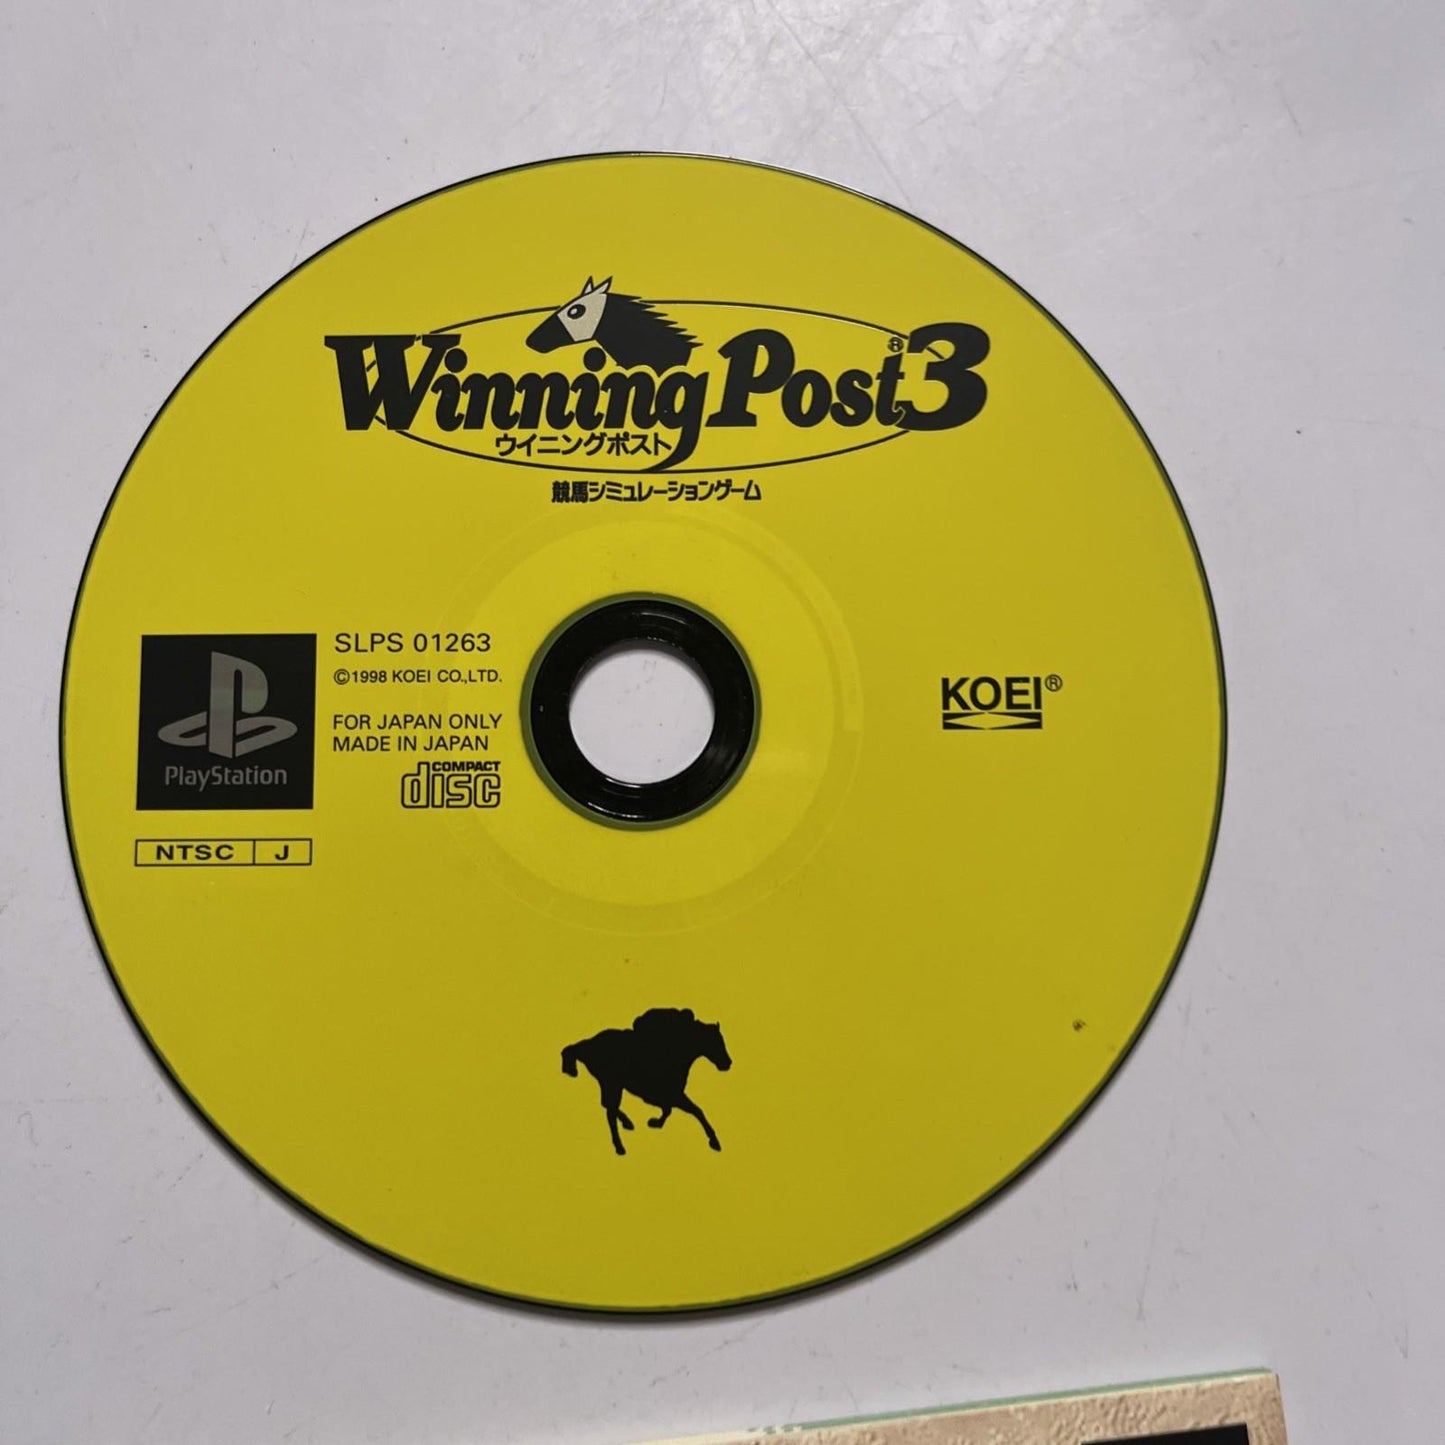 Winning Post®3
ウイニングポスト
競馬シミュレーションゲーム
SLPS 01263
©1998 KOEI CO.,LTD.
FOR JAPAN ONLY
MADE IN JAPAN
COMPACT
disc
PlayStation
NTSC J
KOEI®